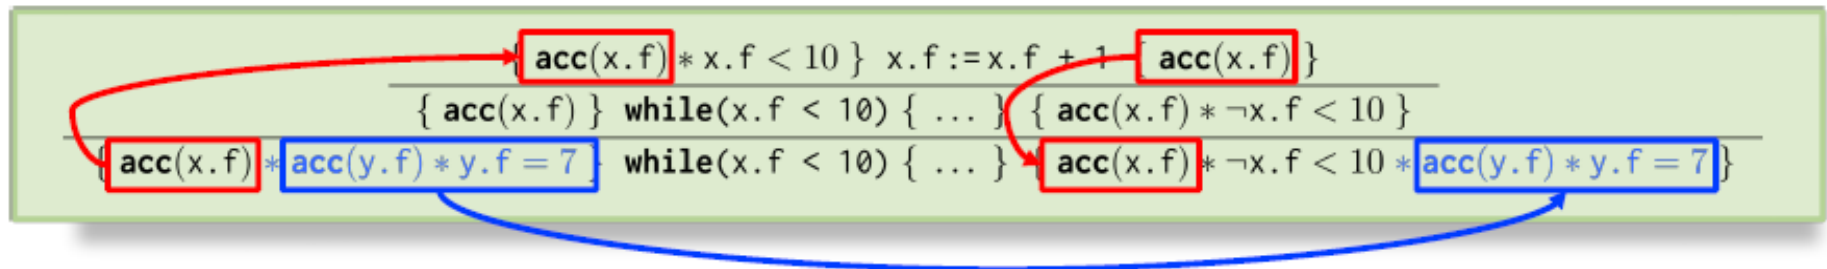 { acc(x.f) ∗ x.f < 10 } x.f:=x.f + 1 { acc(x.f) }
{ acc(x.f) } while(x.f < 10) { ... } { acc(x.f) ∗ ¬x.f < 10 }
{ acc(x.f) ∗ acc(y.f) ∗ y.f = 7 } while(x.f < 10) { ... } { acc(x.f) ∗ ¬x.f < 10 ∗ acc(y.f) ∗ y.f = 7 }